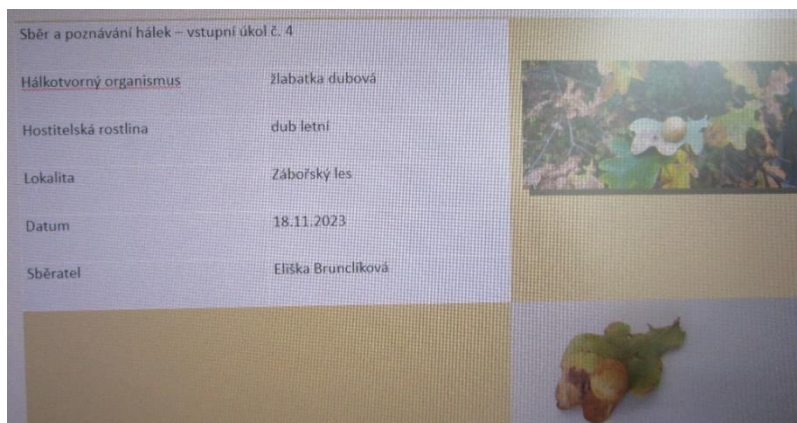 Sběr a poznávání hálek – vstupní úkol č. 4
Hálkotvorný organismus žlabatka dubová
Hostitelská rostlina dub letní
Lokalita Zábořský les
Datum 18.11.2023
Sběratel Eliška Brunclíková